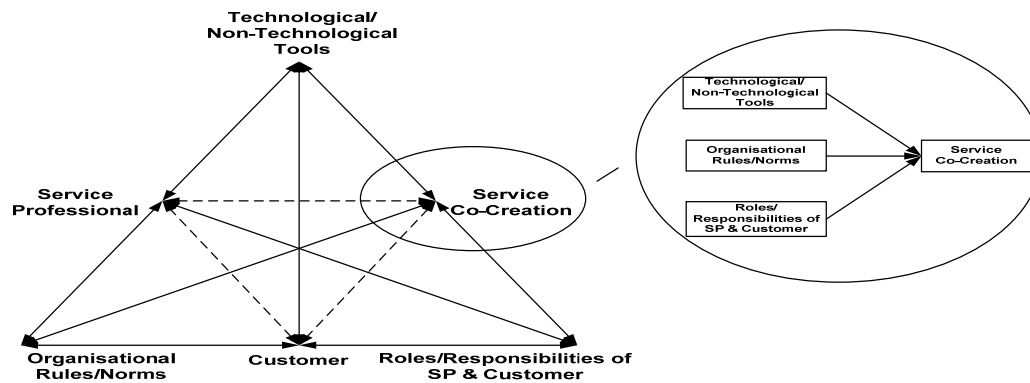 Technological/
Non-Technological
Tools
Service
Professional
Service
Co-Creation
Organisational
Rules/Norms
Customer
Roles/Responsibilities of
SP & Customer
Technological/
Non-Technological
Tools
Organisational
Rules/Norms
Roles/
Responsibilities of
SP & Customer
Service
Co-Creation